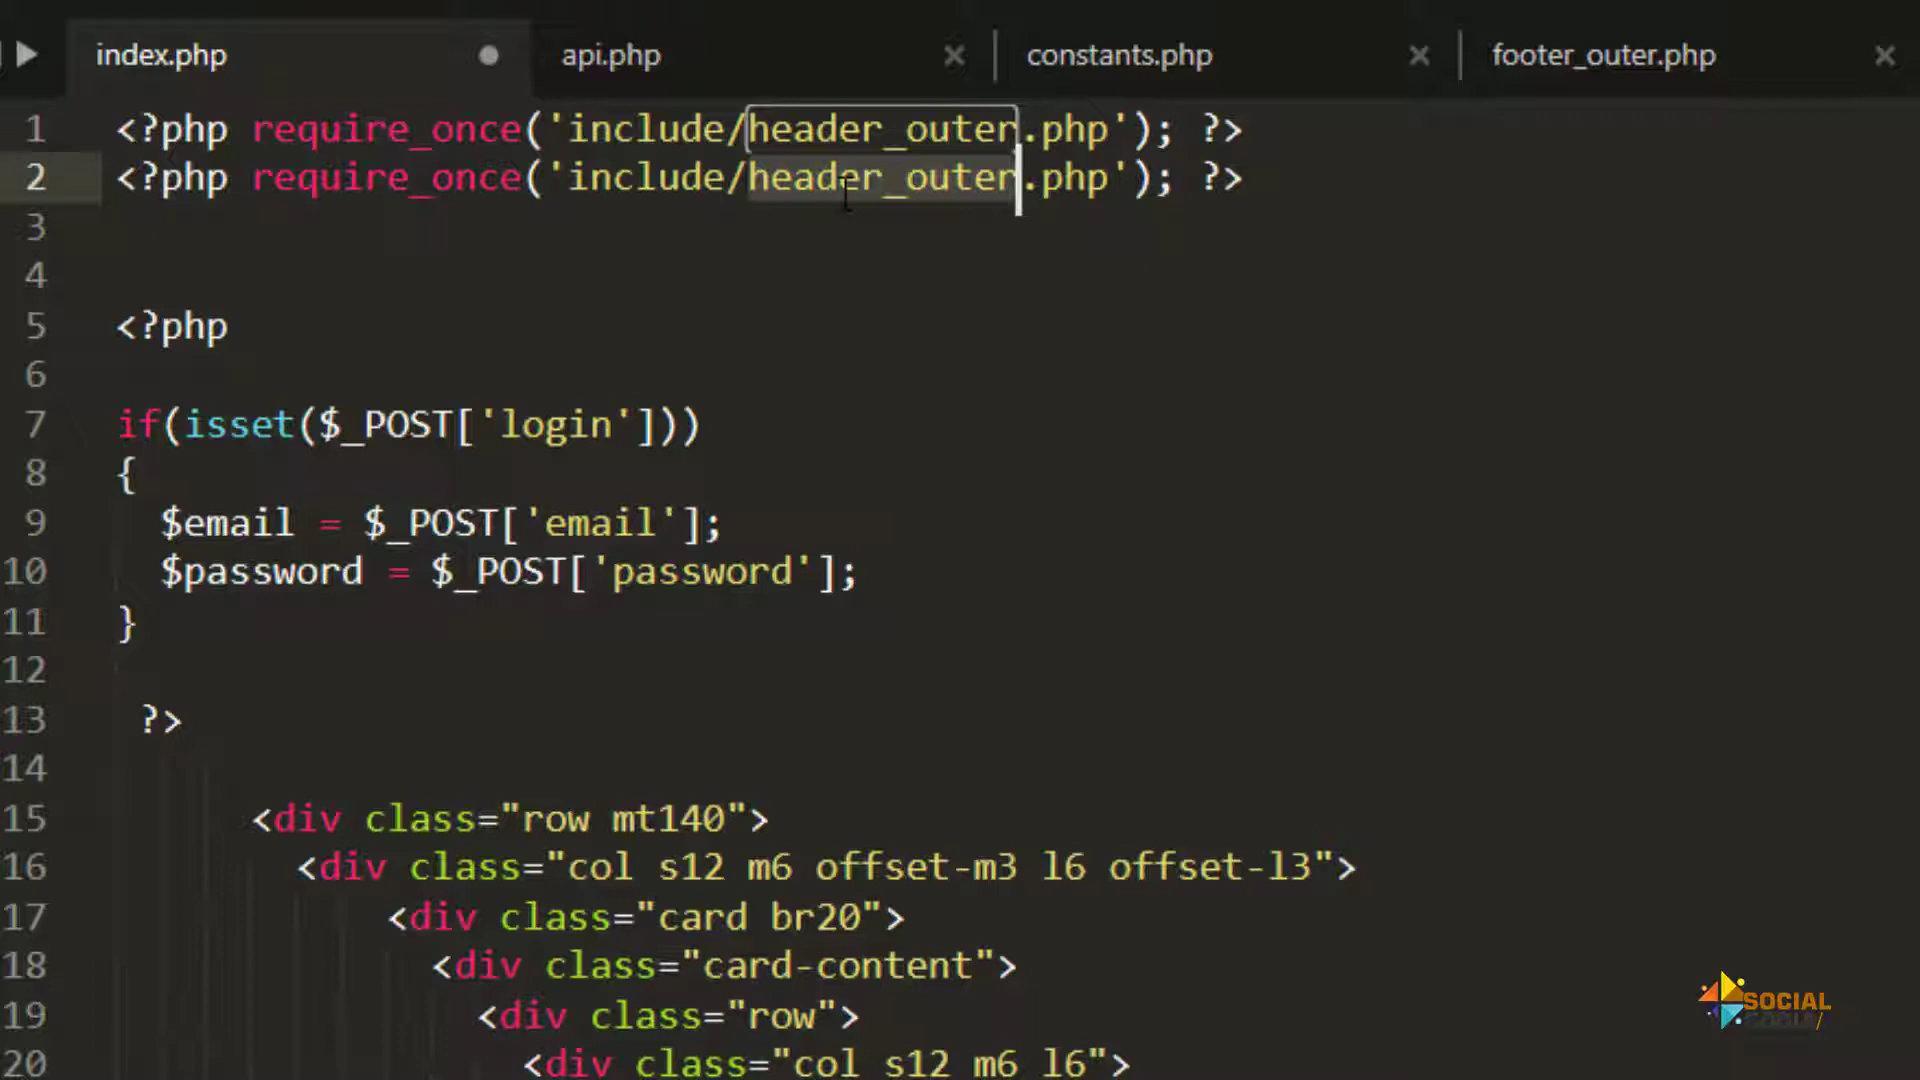 index.php
api.php
constants.php
footer_outer.php
1 <?php require_once('include/header_outer.php'); ?>
2 <?php require_once('include/header_outer.php'); ?>
3
4
5 <?php
6
7 if(isset($_POST['login']))
8 {
9 $email = $_POST['email'];
10 $password = $_POST['password'];
11 }
12
13 ?>
14
15 <div class="row mt140">
16 <div class="col s12 m6 offset-m3 l6 offset-l3">
17 <div class="card br20">
18 <div class="card-content">
19 <div class="row">
20 <div class="col s12 m6 l6">
SOCIAL